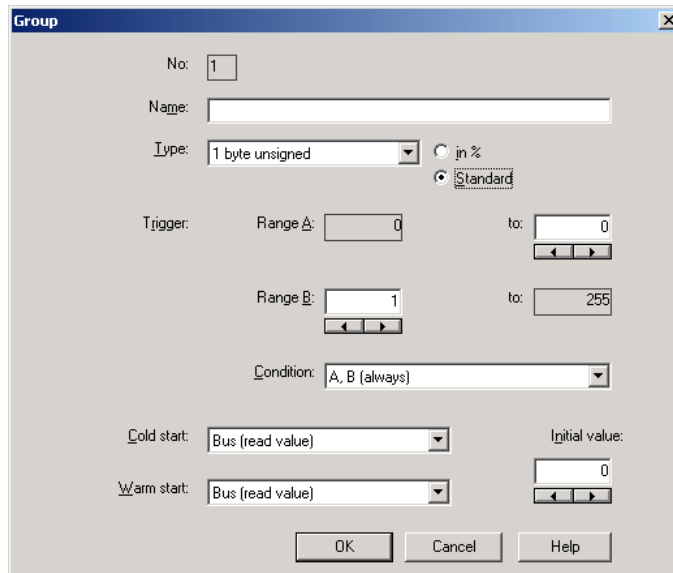 Group
No: 1
Name:
Type: 1 byte unsigned in %
Standard
Trigger: Range A: 0 to: 0
Range B: 1 to: 255
Condition: A, B (always)
Cold start: Bus (read value) Initial value:
0
Warm start: Bus (read value)
OK Cancel Help